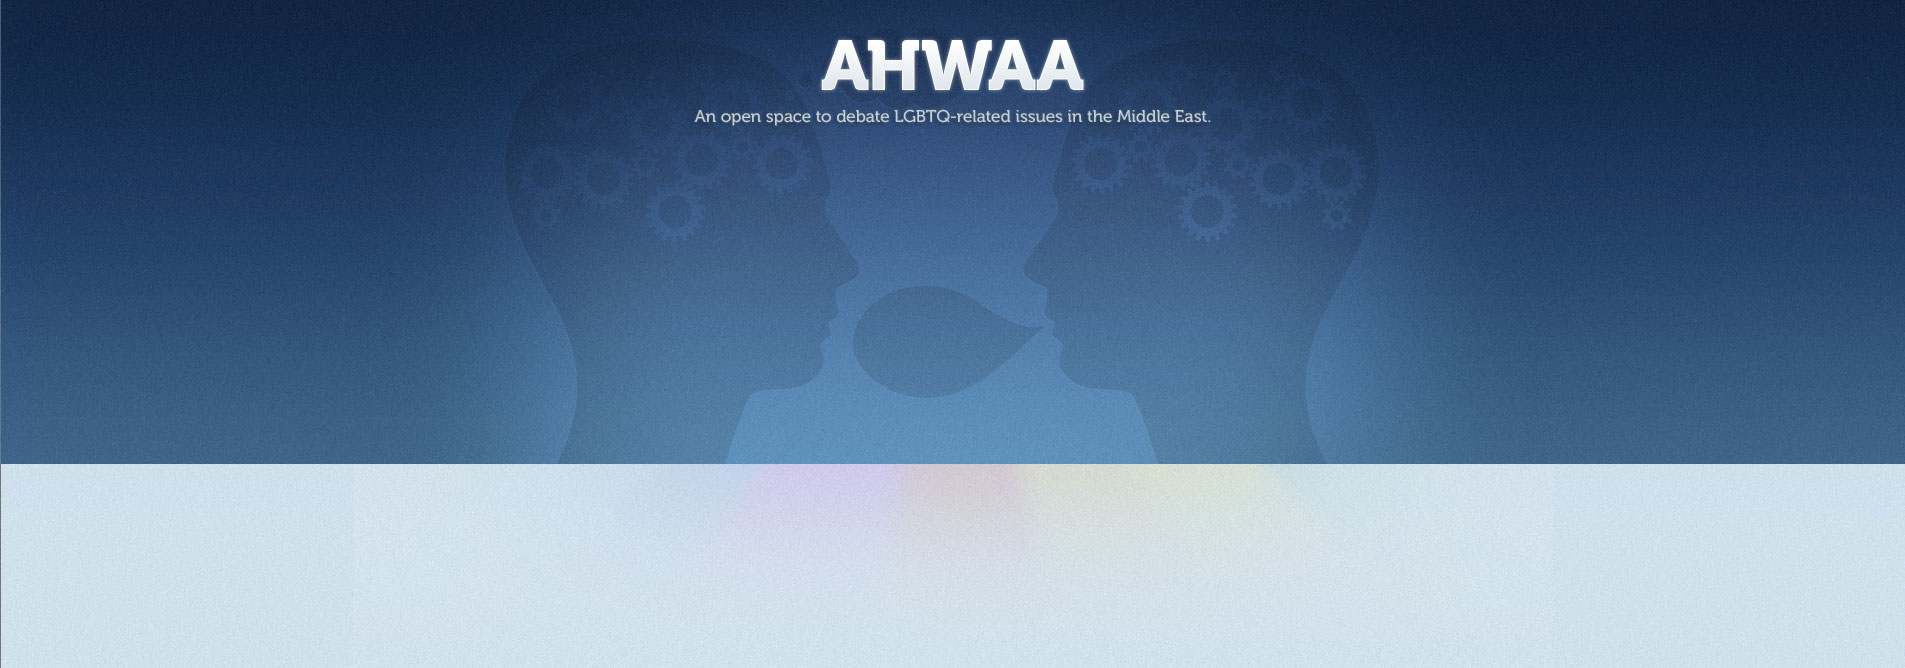 AHWAA
An open space to debate LGBTQ-related issues in the Middle East.